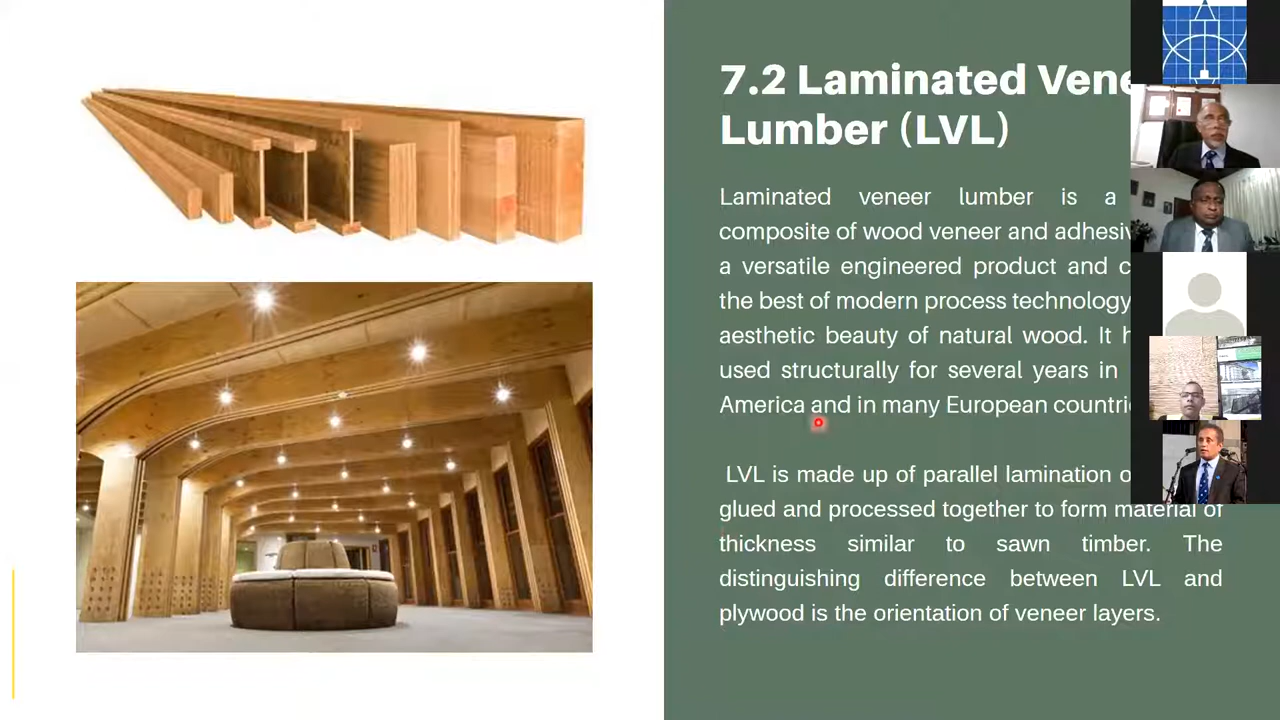 7.2 Laminated
Lumber (LVL)
Laminated veneer lumber is a
composite of wood veneer and
a versatile engineered product and
the best of modern process technology
aesthetic beauty of natural wood. It
used structurally for several years in
America and in many European
LVL is made up of parallel lamination
glued and processed together to form material of
thickness similar to sawn timber. The
distinguishing difference between LVL and
plywood is the orientation of veneer layers.